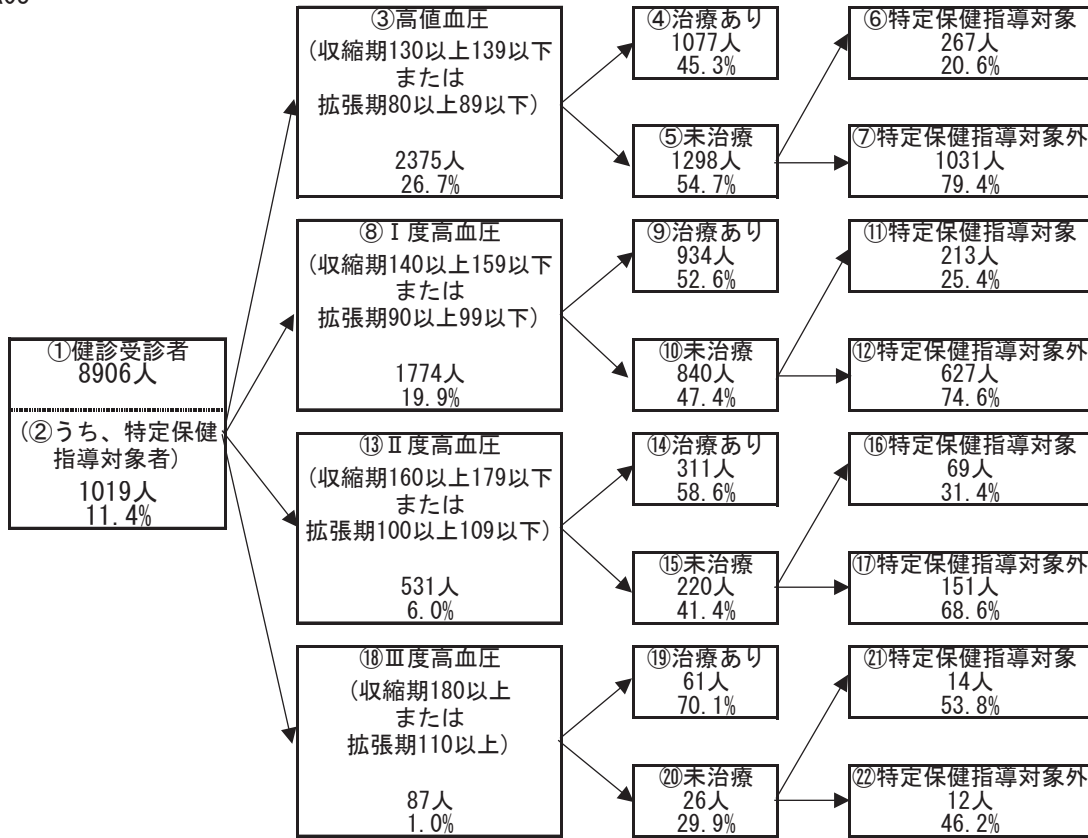 ①健診受診者
8906人
(②うち、特定保健
指導対象者)
1019人
11.4%
③高値血圧
(収縮期130以上139以下
または
拡張期80以上89以下)
2375人
26.7%
④治療あり
1077人
45.3%
⑤未治療
1298人
54.7%
⑥特定保健指導対象
267人
20.6%
⑦特定保健指導対象外
1031人
79.4%
⑧Ⅰ度高血圧
(収縮期140以上159以下
または
拡張期90以上99以下)
1774人
19.9%
⑨治療あり
934人
52.6%
⑩未治療
840人
47.4%
⑪特定保健指導対象
213人
25.4%
⑫特定保健指導対象外
627人
74.6%
⑬Ⅱ度高血圧
(収縮期160以上179以下
または
拡張期100以上109以下)
531人
6.0%
⑭治療あり
311人
58.6%
⑮未治療
220人
41.4%
⑯特定保健指導対象
69人
31.4%
⑰特定保健指導対象外
151人
68.6%
⑱Ⅲ度高血圧
(収縮期180以上
または
拡張期110以上)
87人
1.0%
⑲治療あり
61人
70.1%
⑳未治療
26人
29.9%
㉑特定保健指導対象
14人
53.8%
㉒特定保健指導対象外
12人
46.2%